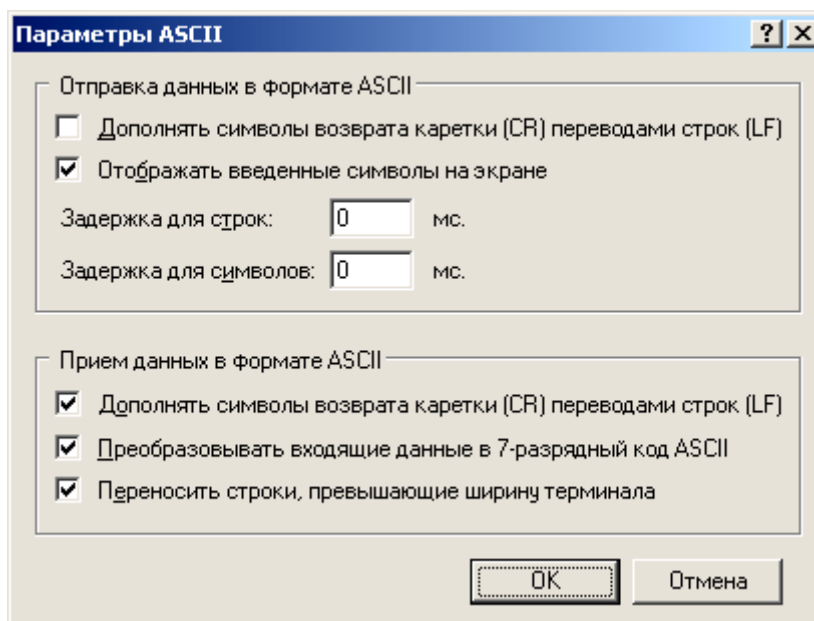 Параметры ASCII
Отправка данных в формате ASCII
Дополнять символы возврата каретки (CR) переводами строк (LF)
Отображать введенные символы на экране
Задержка для строк: 0 мс.
Задержка для символов: 0 мс.
Прием данных в формате ASCII
Дополнять символы возврата каретки (CR) переводами строк (LF)
Преобразовывать входящие данные в 7-разрядный код ASCII
Переносить строки, превышающие ширину терминала
OK Отмена